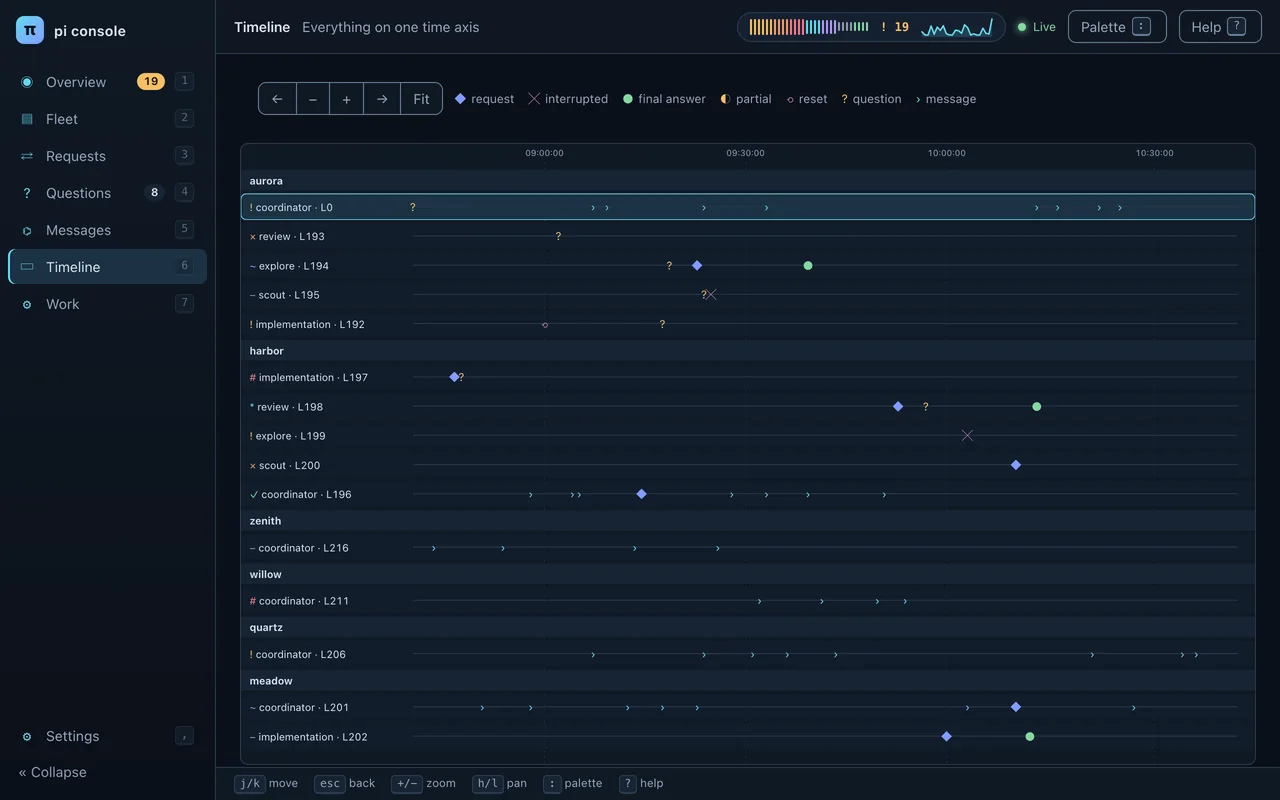 π pi console
Overview 19 1
Fleet 2
Requests 3
? Questions 8 4
Messages 5
Timeline 6
Work 7
Settings ,
« Collapse
Timeline Everything on one time axis
! 19
Live
Palette :
Help ?
← − + → Fit
request interrupted final answer partial reset ? question › message
09:00:00 09:30:00 10:00:00 10:30:00
aurora
! coordinator · L0
× review · L193
~ explore · L194
– scout · L195
! implementation · L192
harbor
# implementation · L197
* review · L198
! explore · L199
× scout · L200
✓ coordinator · L196
zenith
– coordinator · L216
willow
# coordinator · L211
quartz
! coordinator · L206
meadow
~ coordinator · L201
– implementation · L202
j/k move esc back +/− zoom h/l pan : palette ? help